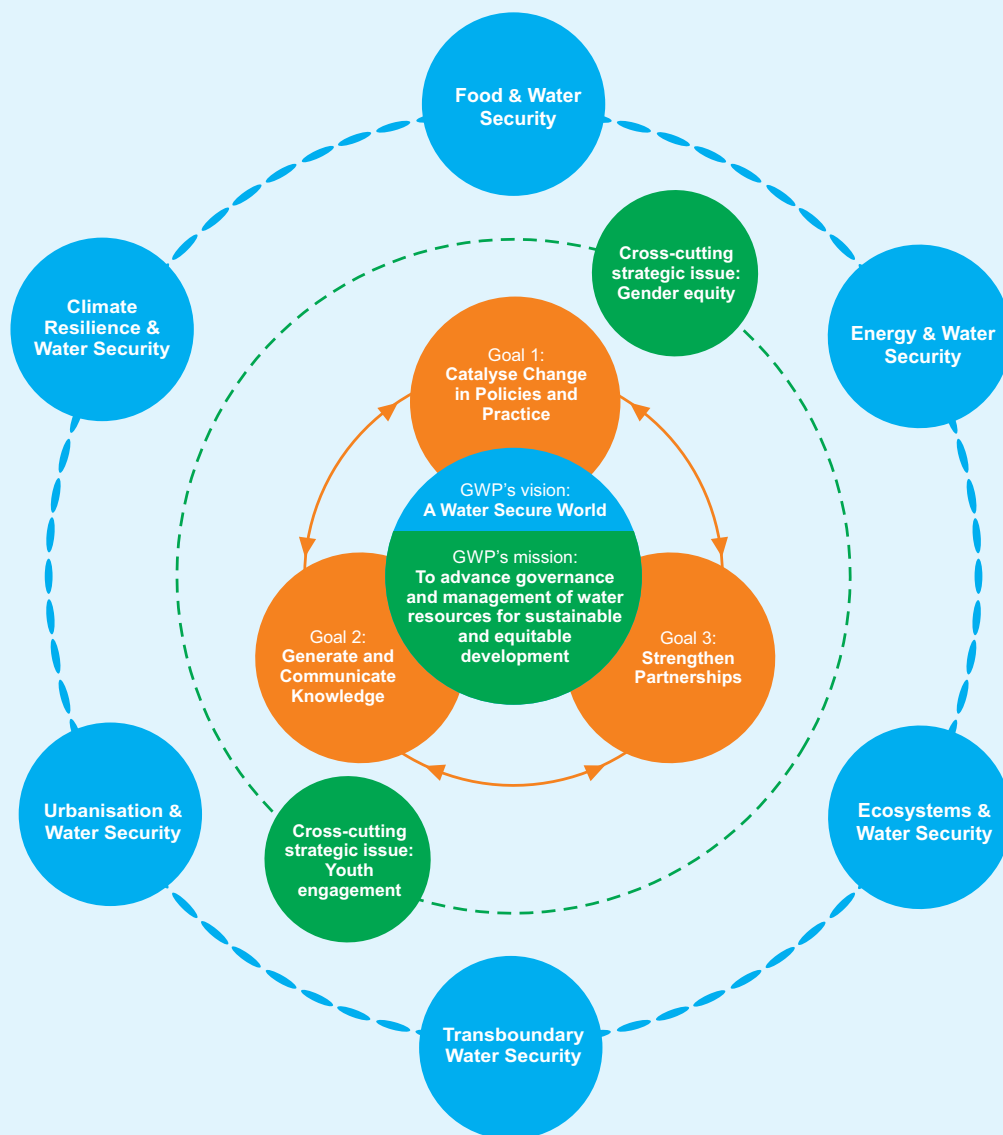 Food & Water
Security
Cross-cutting
strategic issue:
Gender equity
Climate
Resilience &
Water Security
Energy & Water
Security
Goal 1:
Catalyse Change
in Policies and
Practice
GWP's vision:
A Water Secure World
GWP's mission:
To advance governance
and management of water
resources for sustainable
and equitable
development
Goal 2:
Generate and
Communicate
Knowledge
Goal 3:
Strengthen
Partnerships
Urbanisation &
Water Security
Cross-cutting
strategic issue:
Youth
engagement
Ecosystems &
Water Security
Transboundary
Water Security